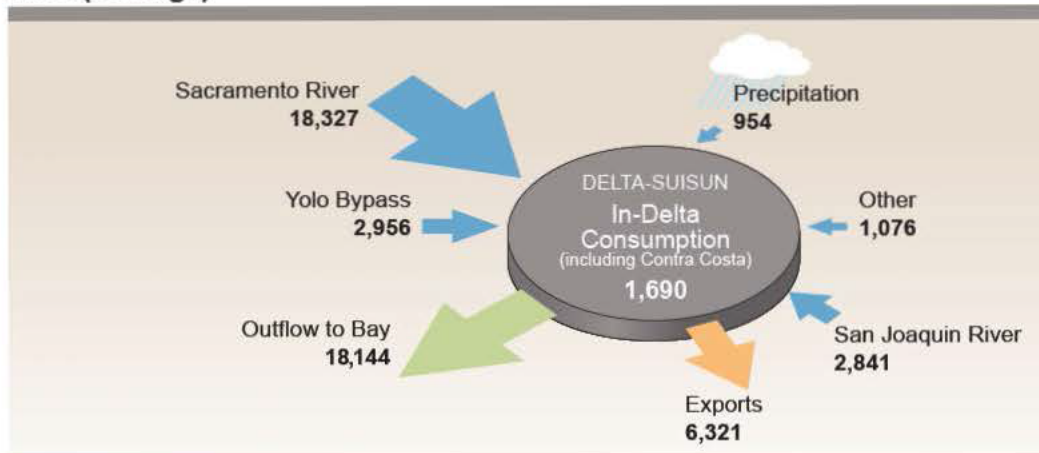 Sacramento River
18,327
Precipitation
954
DELTA-SUISUN
In-Delta
Consumption
(including Contra Costa)
1,690
Yolo Bypass
2,956
Other
1,076
Outflow to Bay
18,144
San Joaquin River
2,841
Exports
6,321